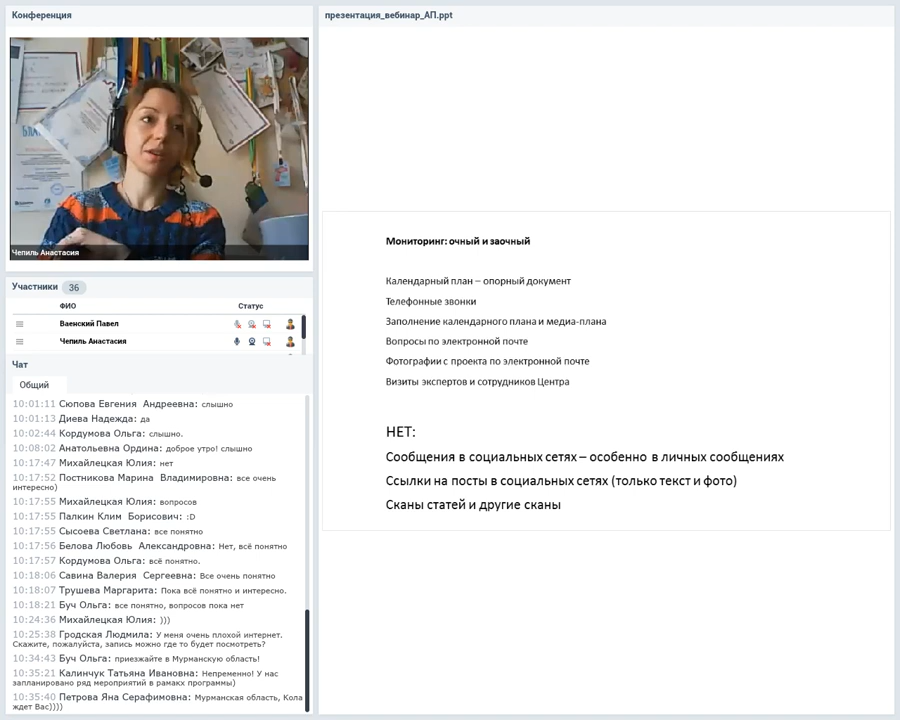 Конференция
Чепиль Анастасия
Участники 36
ФИО Статус
Ваенский Павел
Чепиль Анастасия
Чат
Общий
10:01:11 Сюпова Евгения Андреевна: слышно
10:01:13 Диева Надежда: да
10:02:44 Кордумова Ольга: слышно.
10:08:02 Анатольевна Ордина: доброе утро! слышно
10:17:47 Михайлецкая Юлия: нет
10:17:52 Постникова Марина Владимировна: все очень
интересно)
10:17:55 Михайлецкая Юлия: вопросов
10:17:55 Палкин Клим Борисович: :D
10:17:55 Сысоева Светлана: все понятно
10:17:56 Белова Любовь Александровна: Нет, всё понятно
10:17:57 Кордумова Ольга: всё понятно.
10:18:06 Савина Валерия Сергеевна: Все очень понятно
10:18:07 Трушева Маргарита: Пока всё понятно и интересно.
10:18:21 Буч Ольга: все понятно, вопросов пока нет
10:24:36 Михайлецкая Юлия: )))
10:25:38 Гродская Людмила: У меня очень плохой интернет.
Скажите, пожалуйста, запись можно где то будет посмотреть?
10:34:43 Буч Ольга: приезжайте в Мурманскую область!
10:35:21 Калинчук Татьяна Ивановна: Непременно! У нас
запланировано ряд мероприятий в рамках программы)
10:35:40 Петрова Яна Серафимовна: Мурманская область, Кола
ждет Вас))))
презентация_вебинар_АП.ppt
Мониторинг: очный и заочный
Календарный план – опорный документ
Телефонные звонки
Заполнение календарного плана и медиа-плана
Вопросы по электронной почте
Фотографии с проекта по электронной почте
Визиты экспертов и сотрудников Центра
НЕТ:
Сообщения в социальных сетях – особенно в личных сообщениях
Ссылки на посты в социальных сетях (только текст и фото)
Сканы статей и другие сканы